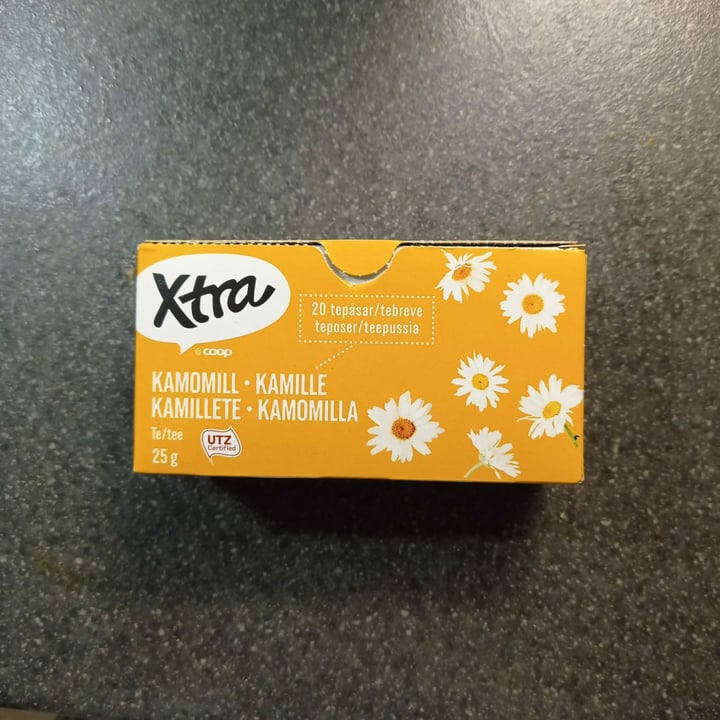 Xtra
coop
20 tepåsar/tebreve
teposer/teepussia
KAMOMILL • KAMILLE
KAMILLETE • KAMOMILLA
Te/tee
25 g
UTZ
Certified